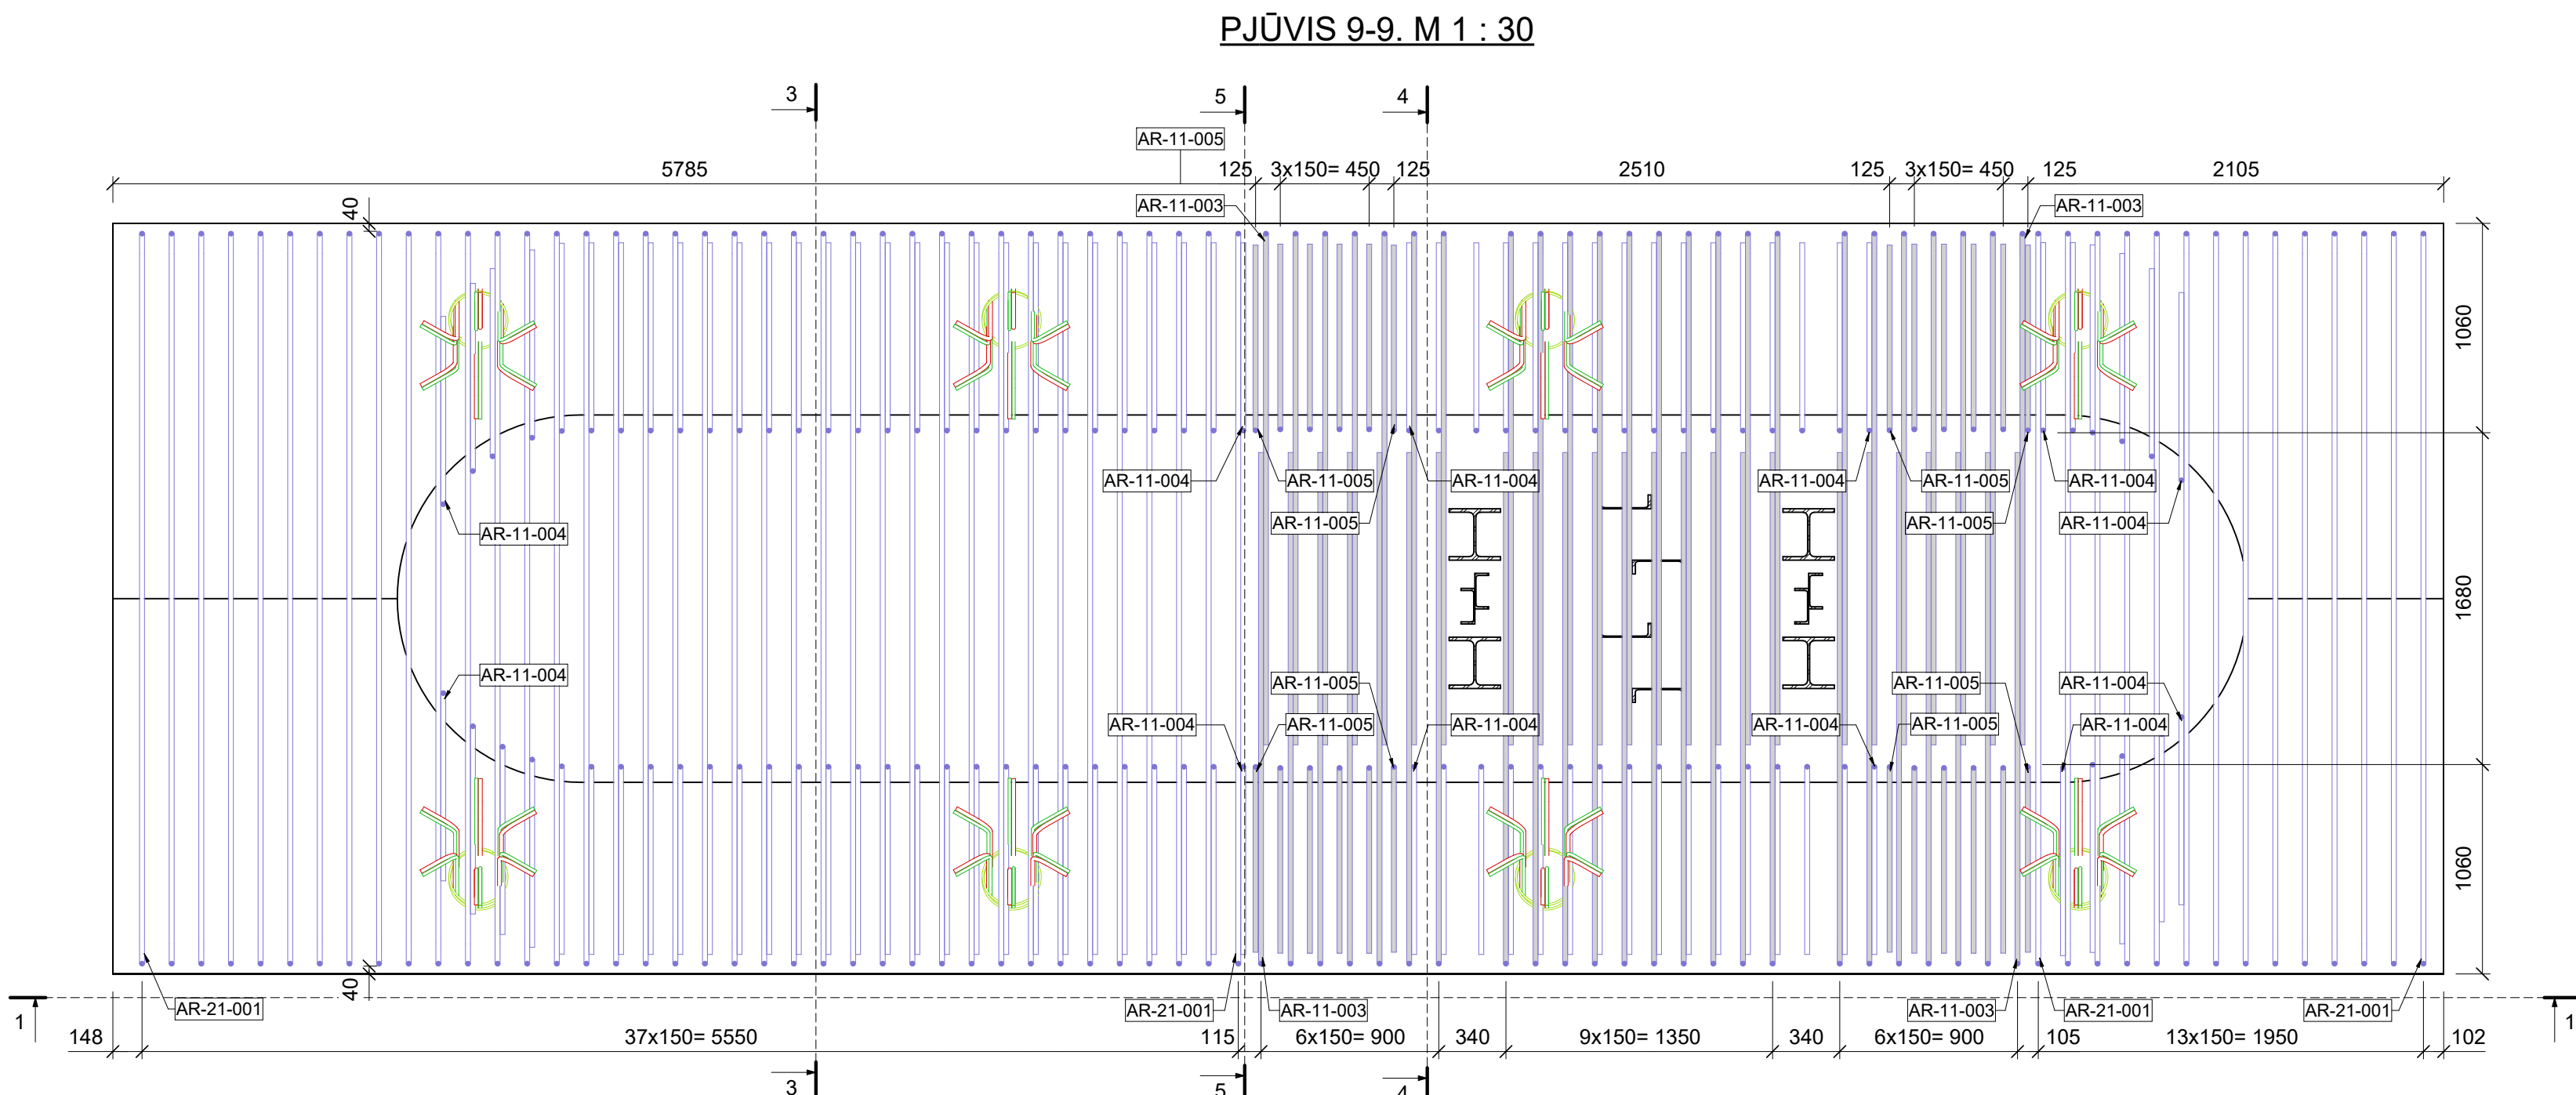 PJŪVIS 9-9. M 1 : 30
3
5
4
AR-11-005
5785
125
3x150= 450
125
2510
125
3x150= 450
125
2105
40
AR-11-003
AR-11-003
1060
AR-11-004
AR-11-005
AR-11-004
AR-11-004
AR-11-005
AR-11-004
AR-11-005
AR-11-005
AR-11-004
AR-11-004
1680
AR-11-004
AR-11-005
AR-11-005
AR-11-004
AR-11-004
AR-11-005
AR-11-004
AR-11-004
AR-11-005
AR-11-004
1060
40
AR-21-001
AR-21-001
AR-11-003
AR-11-003
AR-21-001
AR-21-001
1
1
148
37x150= 5550
115
6x150= 900
340
9x150= 1350
340
6x150= 900
105
13x150= 1950
102
3
5
4